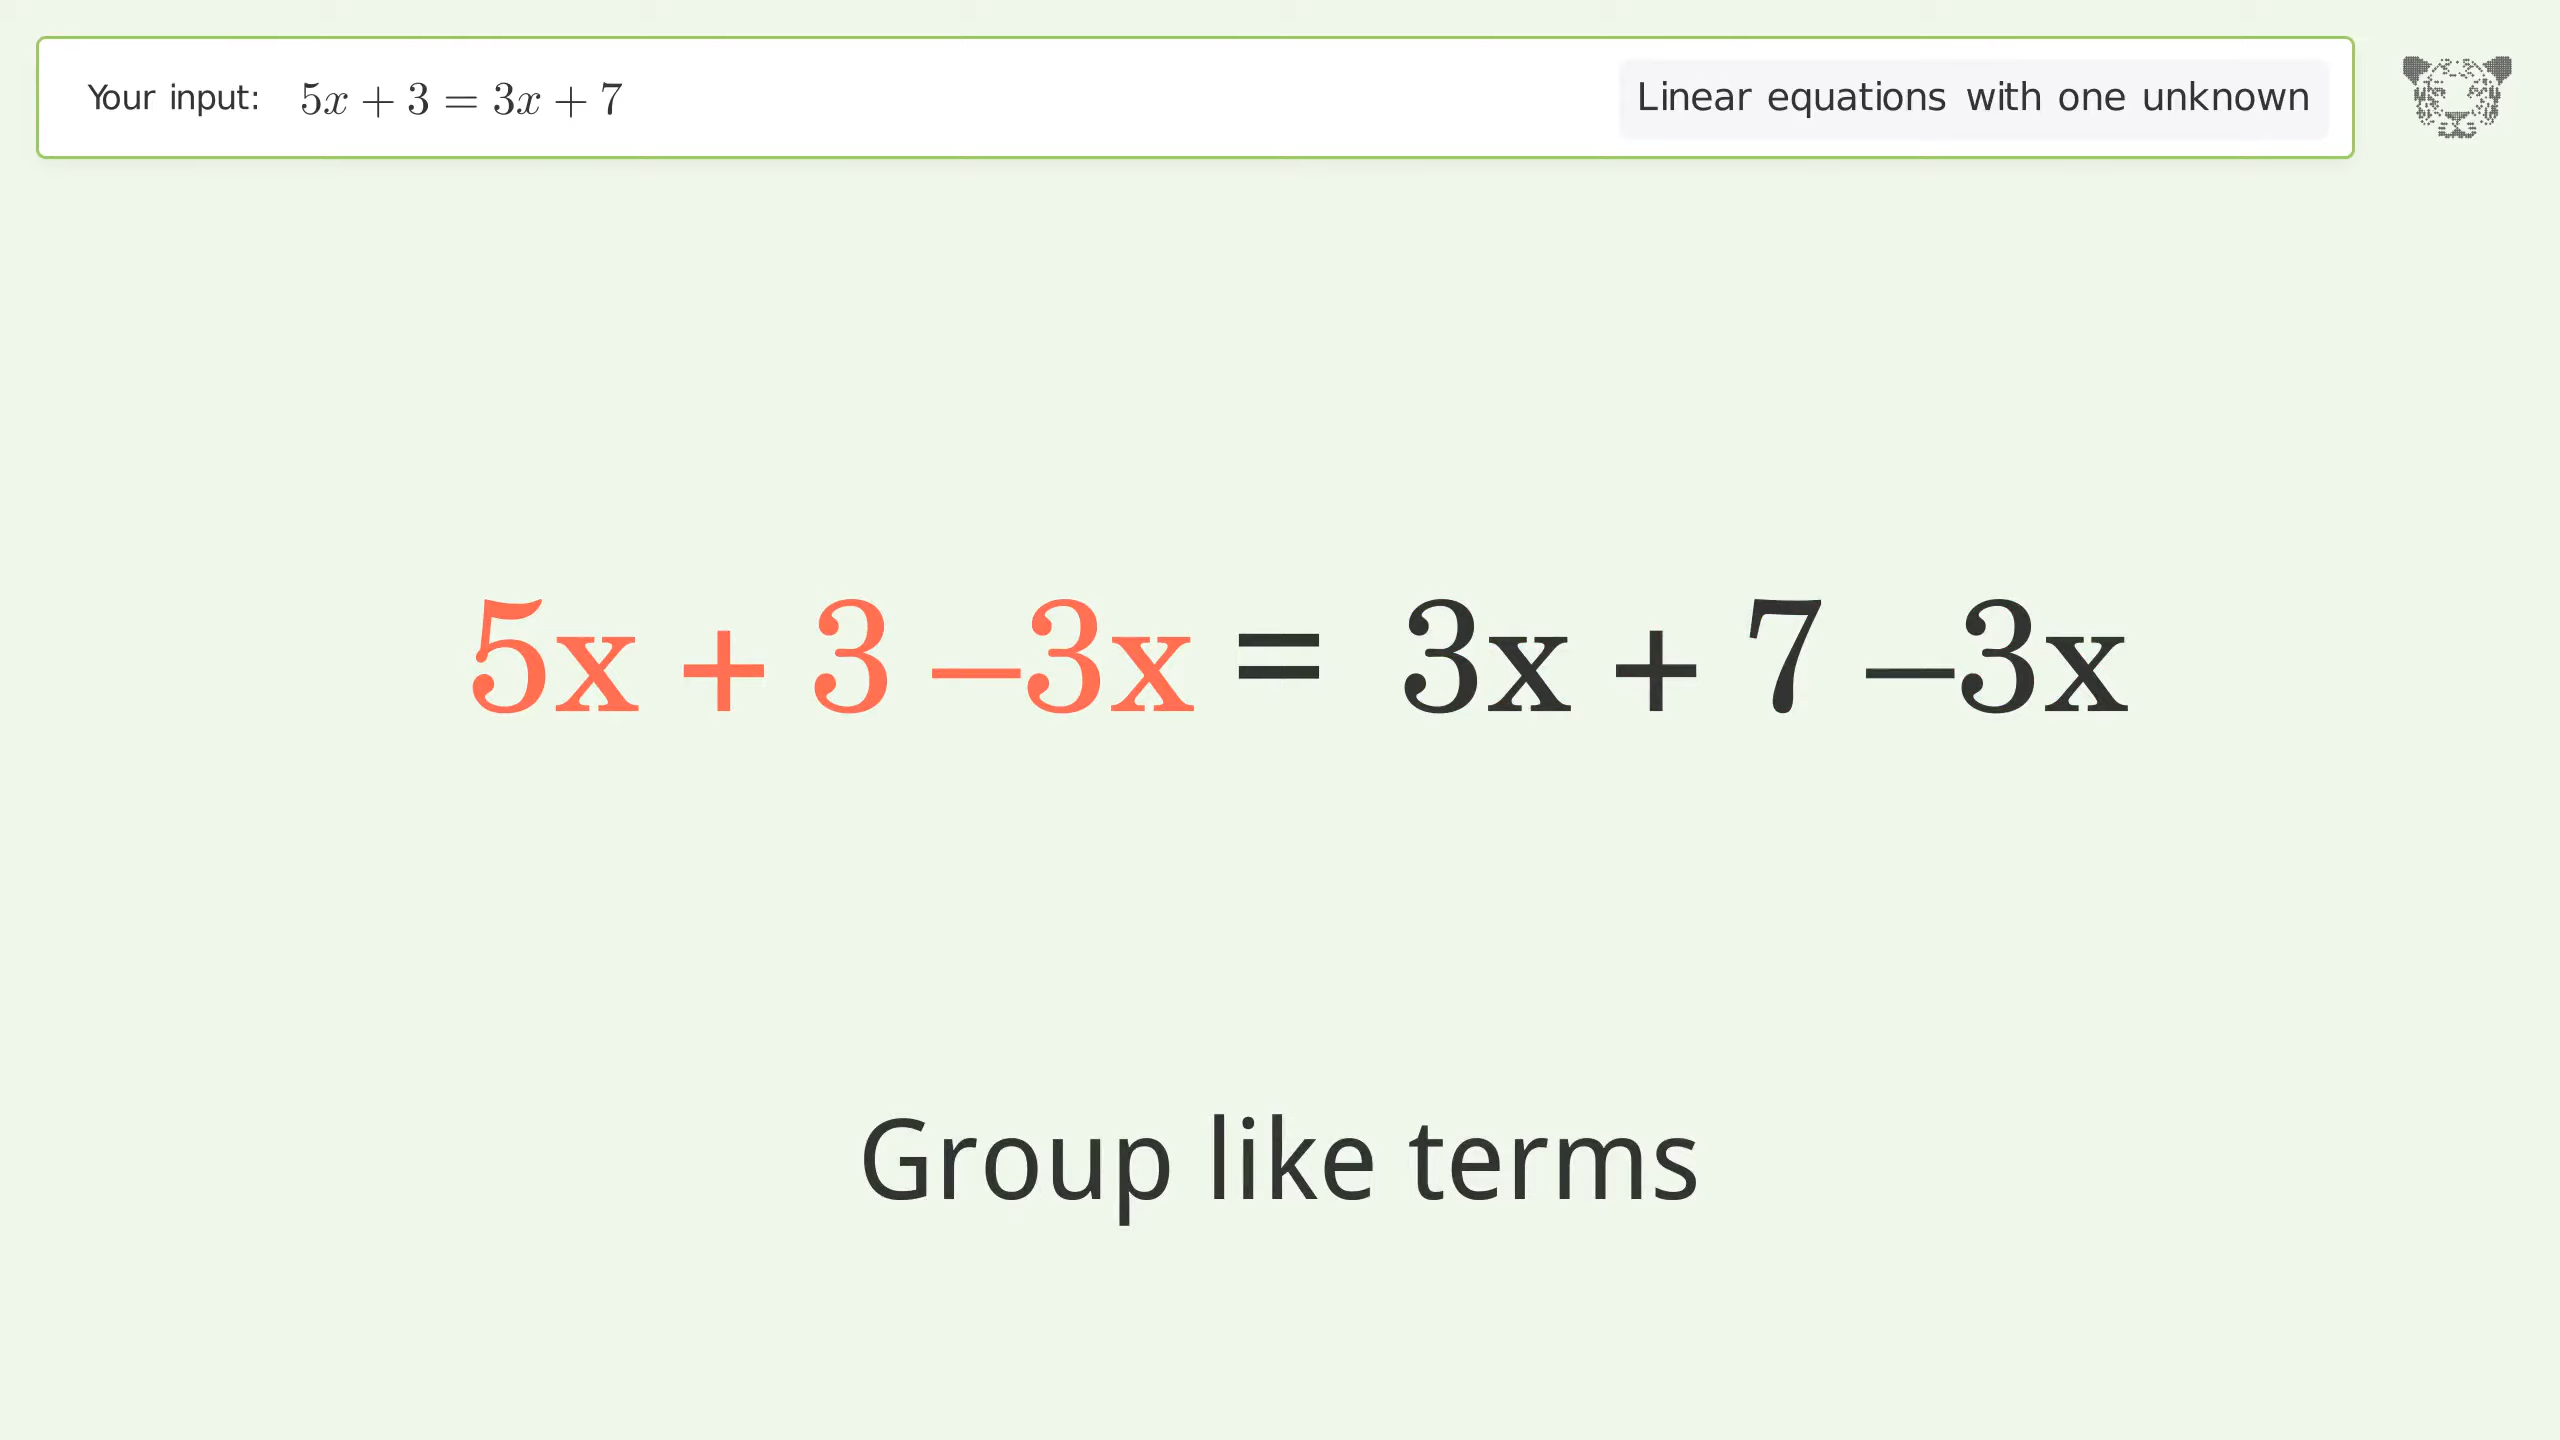 Your input: 5x + 3 = 3x + 7 Linear equations with one unknown
5x + 3 –3x = 3x + 7 –3x
Group like terms